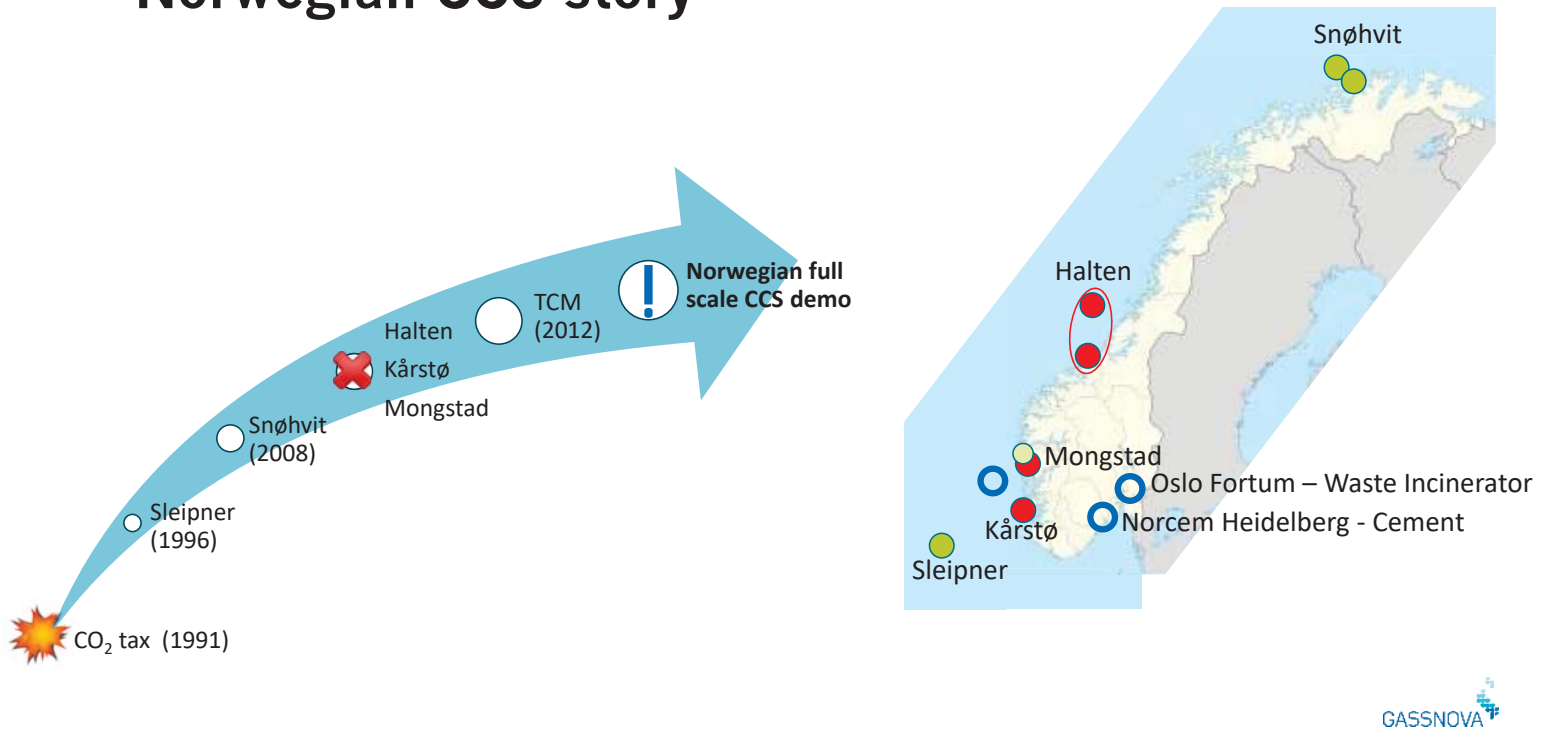 Norwegian CCS story
Norwegian full
scale CCS demo
TCM
(2012)
Halten
Kårstø
Mongstad
Snøhvit
(2008)
Sleipner
(1996)
CO₂ tax (1991)
Snøhvit
Halten
Mongstad
Oslo Fortum – Waste Incinerator
Norcem Heidelberg - Cement
Kårstø
Sleipner
GASSNOVA